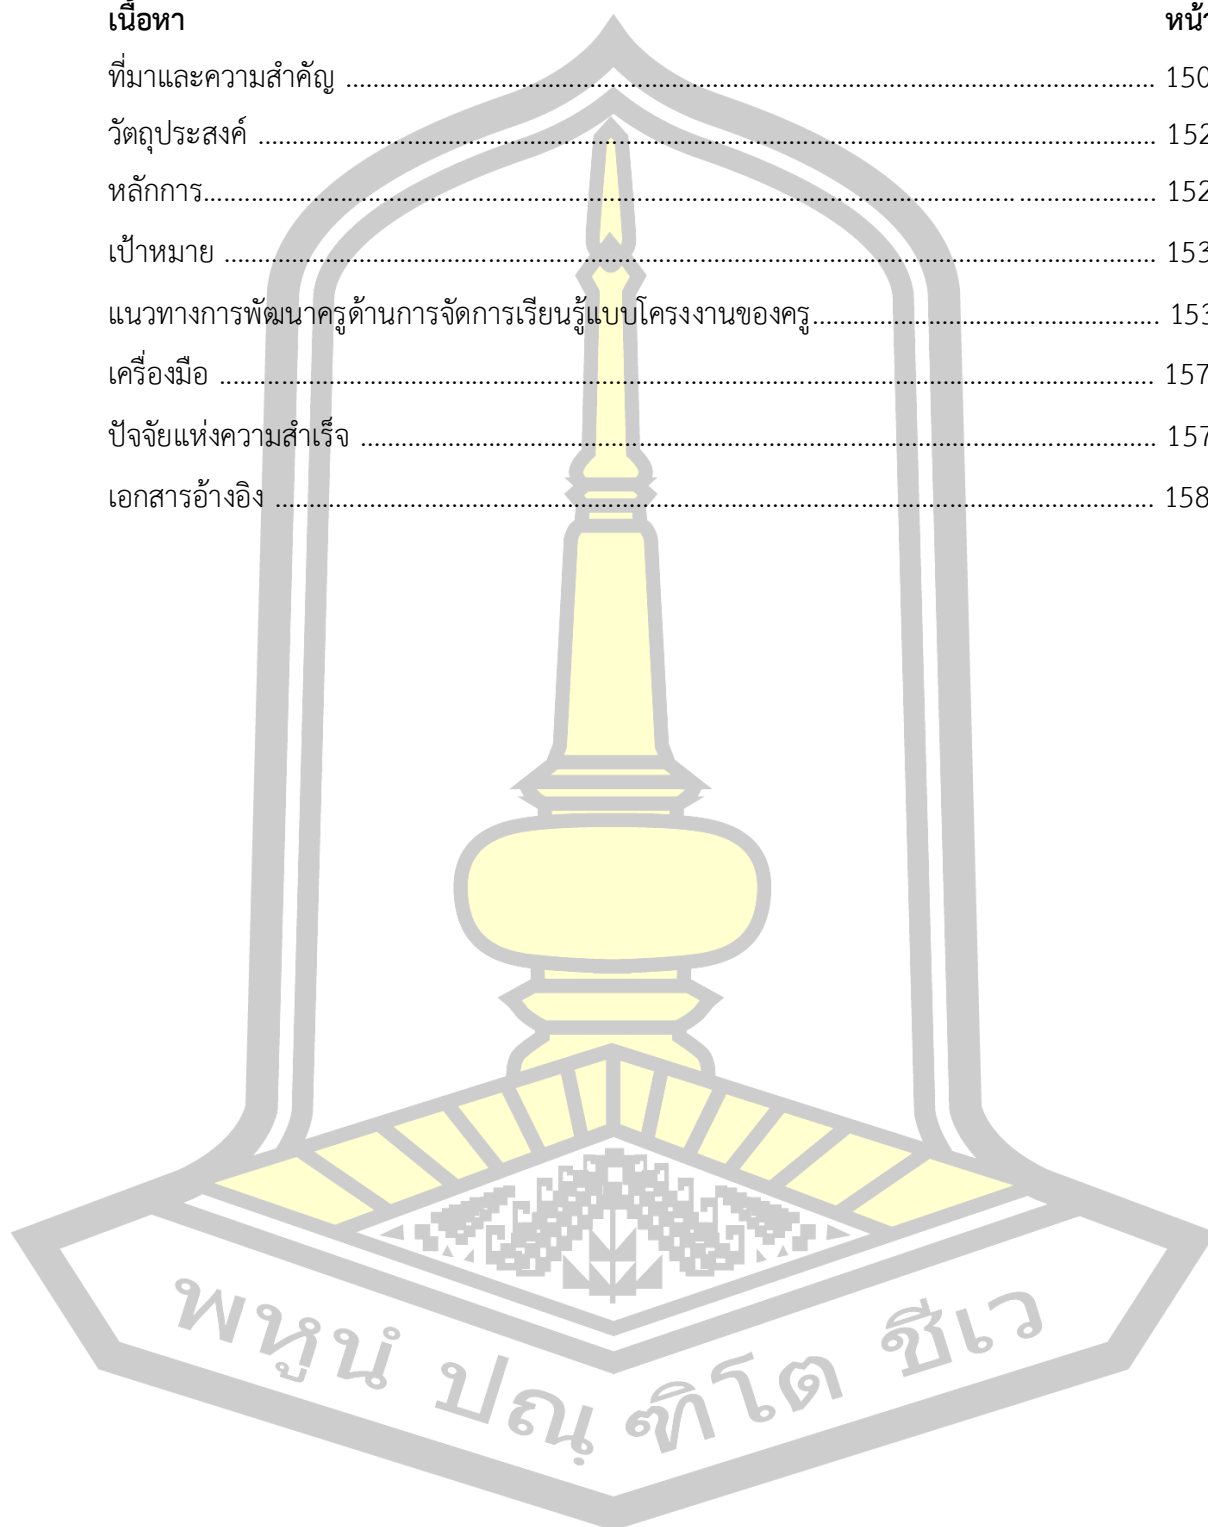 เนื้อหา หน้า
ที่มาและความสำคัญ ........................................................................................................................ 150
วัตถุประสงค์ ..................................................................................................................................... 152
หลักการ............................................................................................................................................. 152
เป้าหมาย .......................................................................................................................................... 153
แนวทางการพัฒนาครูด้านการจัดการเรียนรู้แบบโครงงานของครู.................................................... 153
เครื่องมือ ........................................................................................................................................... 157
ปัจจัยแห่งความสำเร็จ ...................................................................................................................... 157
เอกสารอ้างอิง .................................................................................................................................. 158
พหูนํ ปณฺฑิโต ชีเว